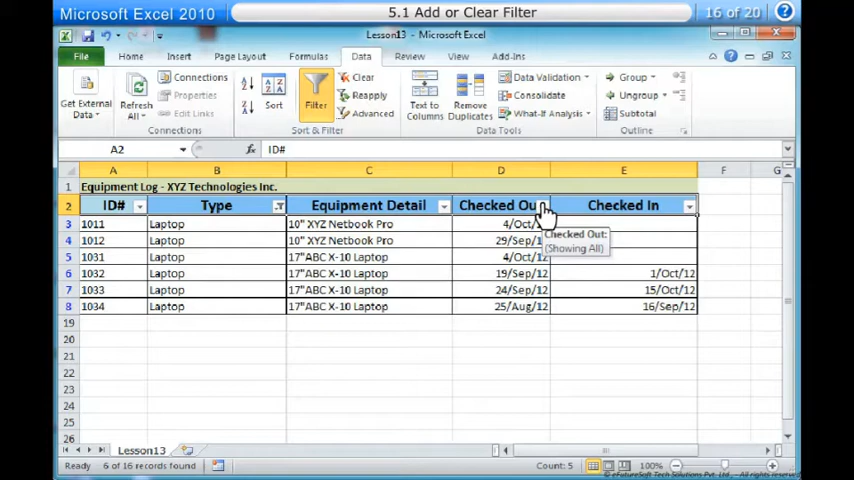 Microsoft Excel 2010
5.1 Add or Clear Filter
16 of 20
Lesson13 - Microsoft Excel
File Home Insert Page Layout Formulas Data Review View Add-Ins
Get External Data
Refresh All
Connections
Properties
Edit Links
Connections
Sort
Filter
Clear
Reapply
Advanced
Sort & Filter
Text to Columns
Remove Duplicates
Data Validation
Consolidate
What-If Analysis
Data Tools
Group
Ungroup
Subtotal
Outline
A2 fx ID#
A B C D E F G
1 Equipment Log - XYZ Technologies Inc.
2 ID# Type Equipment Detail Checked Ou Checked In
3 1011 Laptop 10" XYZ Netbook Pro 4/Oct/
4 1012 Laptop 10" XYZ Netbook Pro 29/Sep/1
5 1031 Laptop 17"ABC X-10 Laptop 4/Oct/12
6 1032 Laptop 17"ABC X-10 Laptop 19/Sep/12 1/Oct/12
7 1033 Laptop 17"ABC X-10 Laptop 24/Sep/12 15/Oct/12
8 1034 Laptop 17"ABC X-10 Laptop 25/Aug/12 16/Sep/12
Checked Out:
(Showing All)
19
20
21
22
23
24
25
26
Lesson13
Ready 6 of 16 records found Count: 5 100%
© eFutureSoft Tech Solutions Pvt. Ltd.,